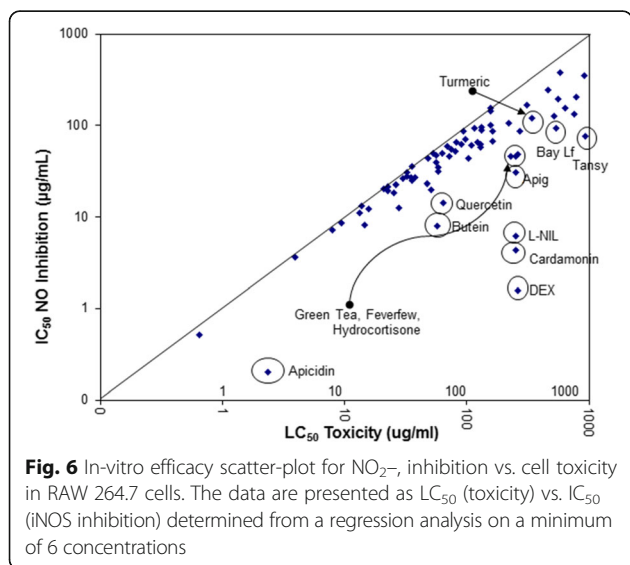 1000
100
10
1
0
IC50 NO Inhibition (µg/mL)
Turmeric
Bay Lf
Tansy
Apig
Quercetin
Butein
L-NIL
Cardamonin
DEX
Green Tea, Feverfew,
Hydrocortisone
Apicidin
1 10 100 1000
0 1 10 100 1000
LC50 Toxicity (ug/ml)
Fig. 6 In-vitro efficacy scatter-plot for NO2–, inhibition vs. cell toxicity
in RAW 264.7 cells. The data are presented as LC50 (toxicity) vs. IC50
(iNOS inhibition) determined from a regression analysis on a minimum
of 6 concentrations